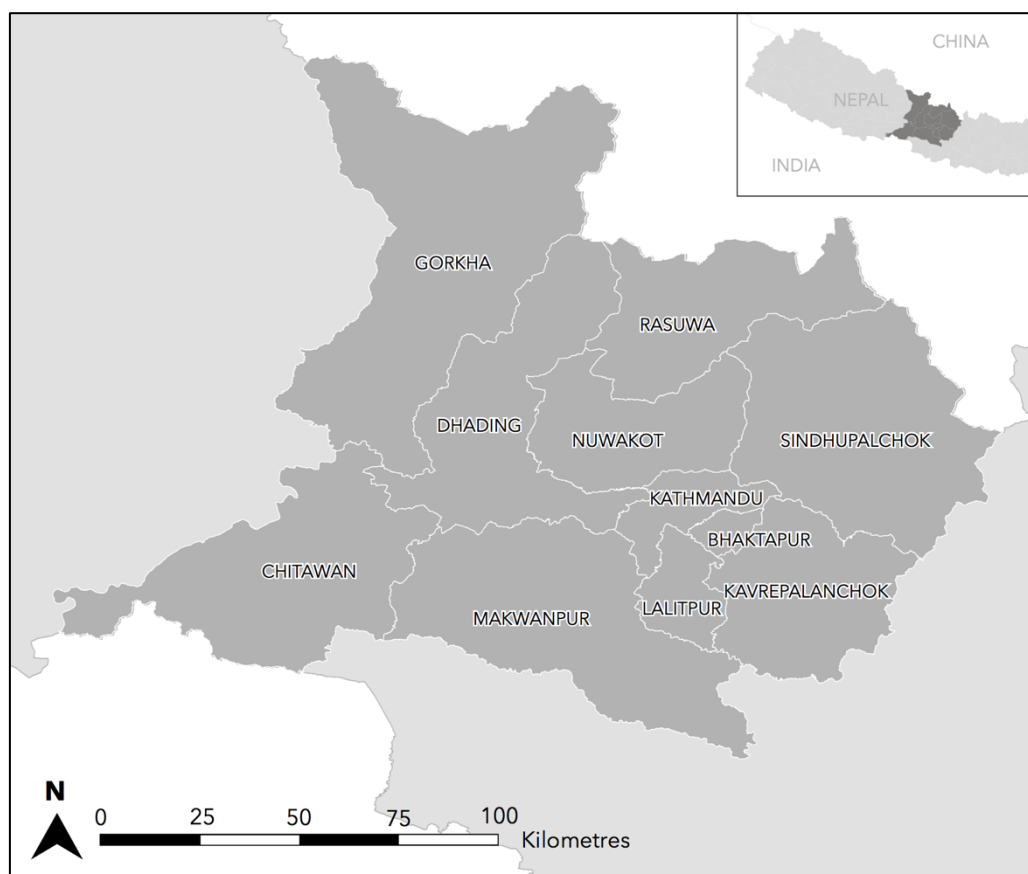 CHINA
NEPAL
INDIA
GORKHA
RASUWA
DHADING
NUWAKOT
SINDHUPALCHOK
KATHMANDU
BHAKTAPUR
CHITAWAN
KAVREPALANCHOK
LALITPUR
MAKWANPUR
N
0 25 50 75 100
Kilometres